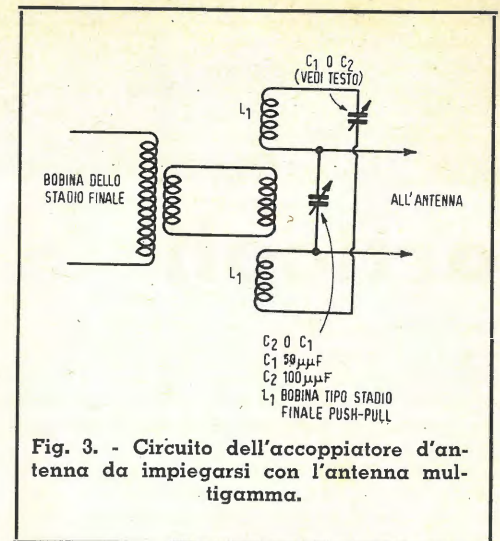 C1 O C2
(VEDI TESTO)
L1
BOBINA DELLO
STADIO FINALE
ALL'ANTENNA
L1
C2 O C1
C1 50µµF
C2 100µµF
L1 BOBINA TIPO STADIO
FINALE PUSH-PULL
Fig. 3. - Circuito dell'accoppiatore d'an-
tenna da impiegarsi con l'antenna mul-
tigamma.